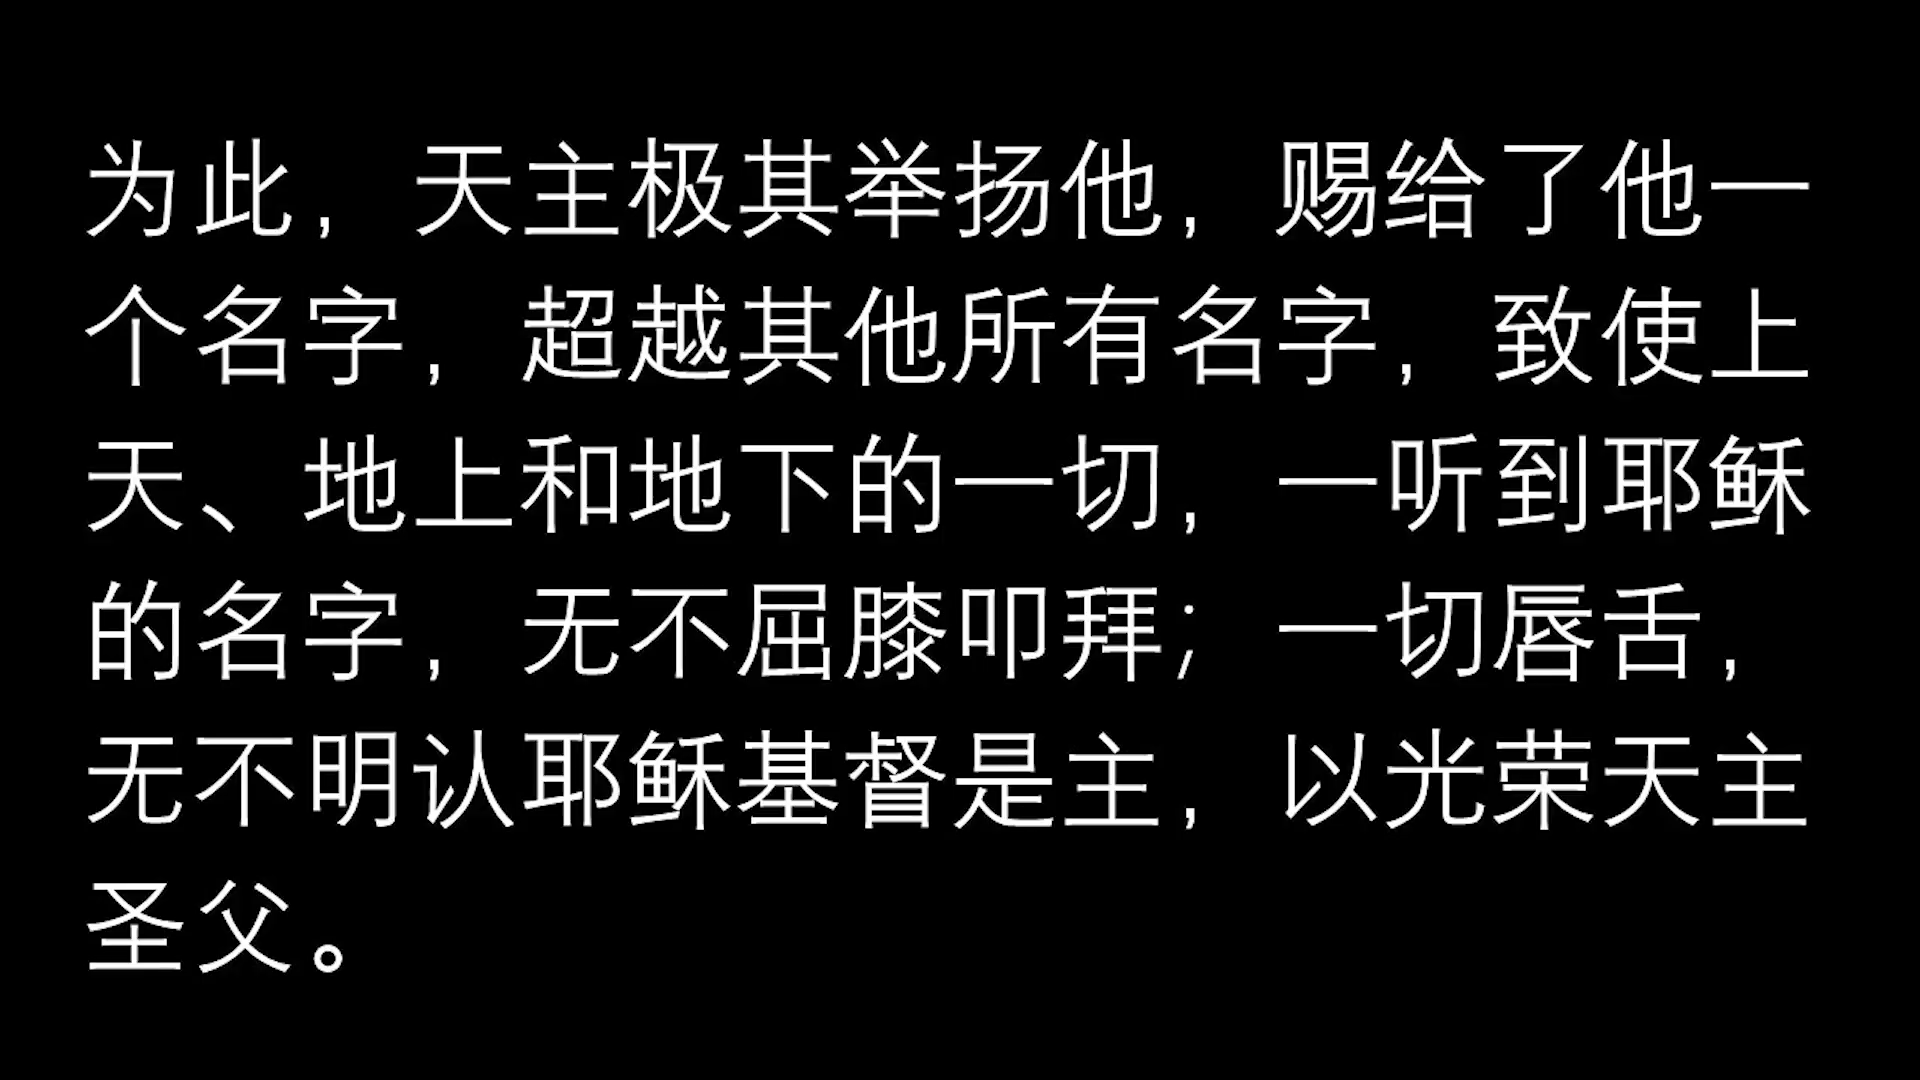 为此，天主极其举扬他，赐给了他一
个名字，超越其他所有名字，致使上
天、地上和地下的一切，一听到耶稣
的名字，无不屈膝叩拜；一切唇舌，
无不明认耶稣基督是主，以光荣天主
圣父。